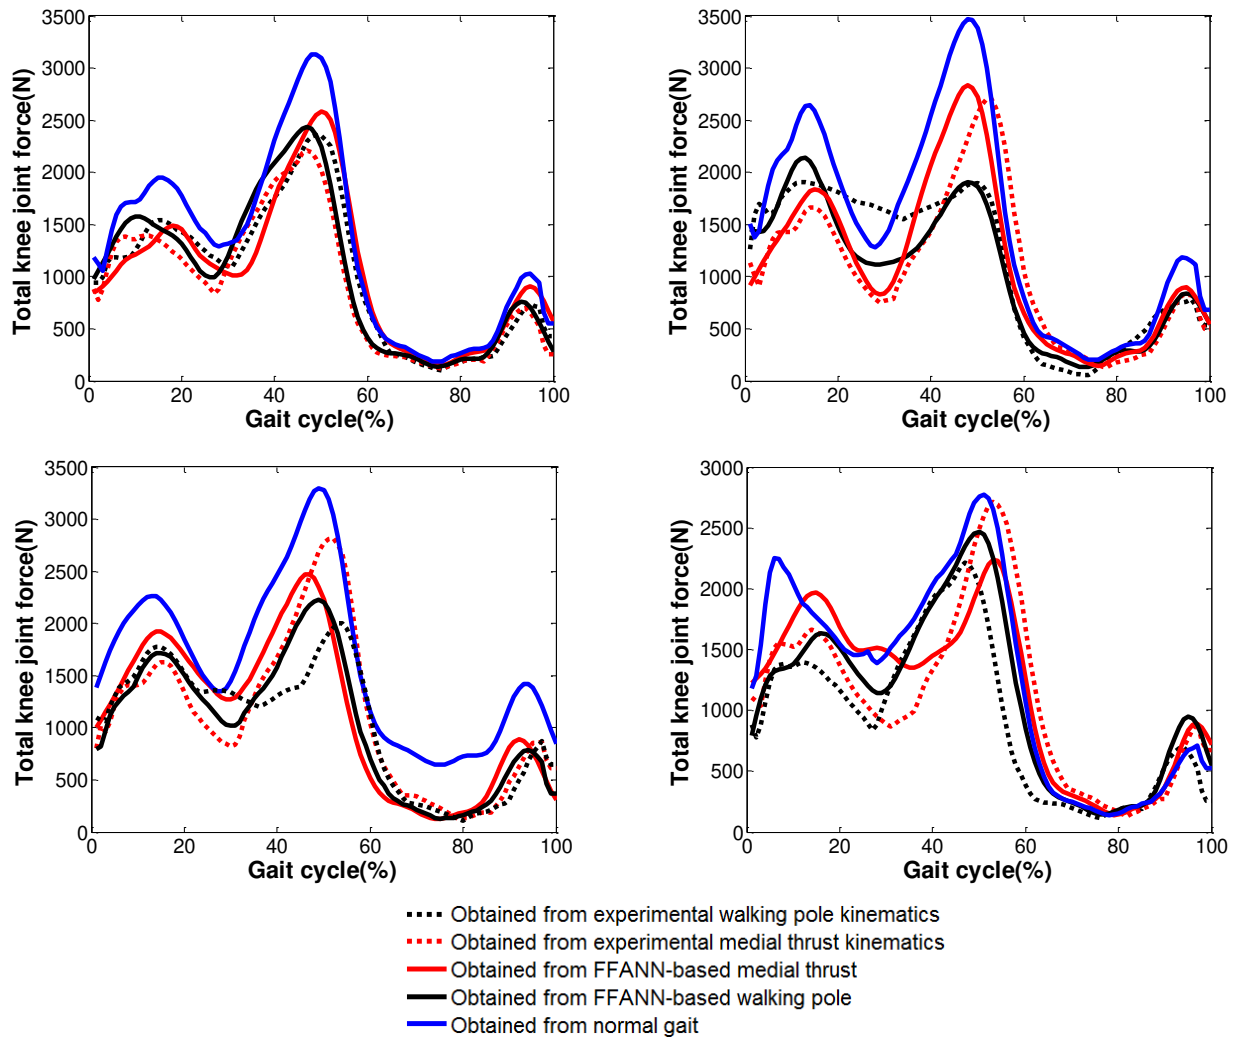 3500
3000
2500
2000
1500
1000
500
0
0 20 40 60 80 100
Total knee joint force(N)
Gait cycle(%)
3500
3000
2500
2000
1500
1000
500
0
0 20 40 60 80 100
Total knee joint force(N)
Gait cycle(%)
3500
3000
2500
2000
1500
1000
500
0
0 20 40 60 80 100
Total knee joint force(N)
Gait cycle(%)
3000
2500
2000
1500
1000
500
0
0 20 40 60 80 100
Total knee joint force(N)
Gait cycle(%)
Obtained from experimental walking pole kinematics
Obtained from experimental medial thrust kinematics
Obtained from FFANN-based medial thrust
Obtained from FFANN-based walking pole
Obtained from normal gait